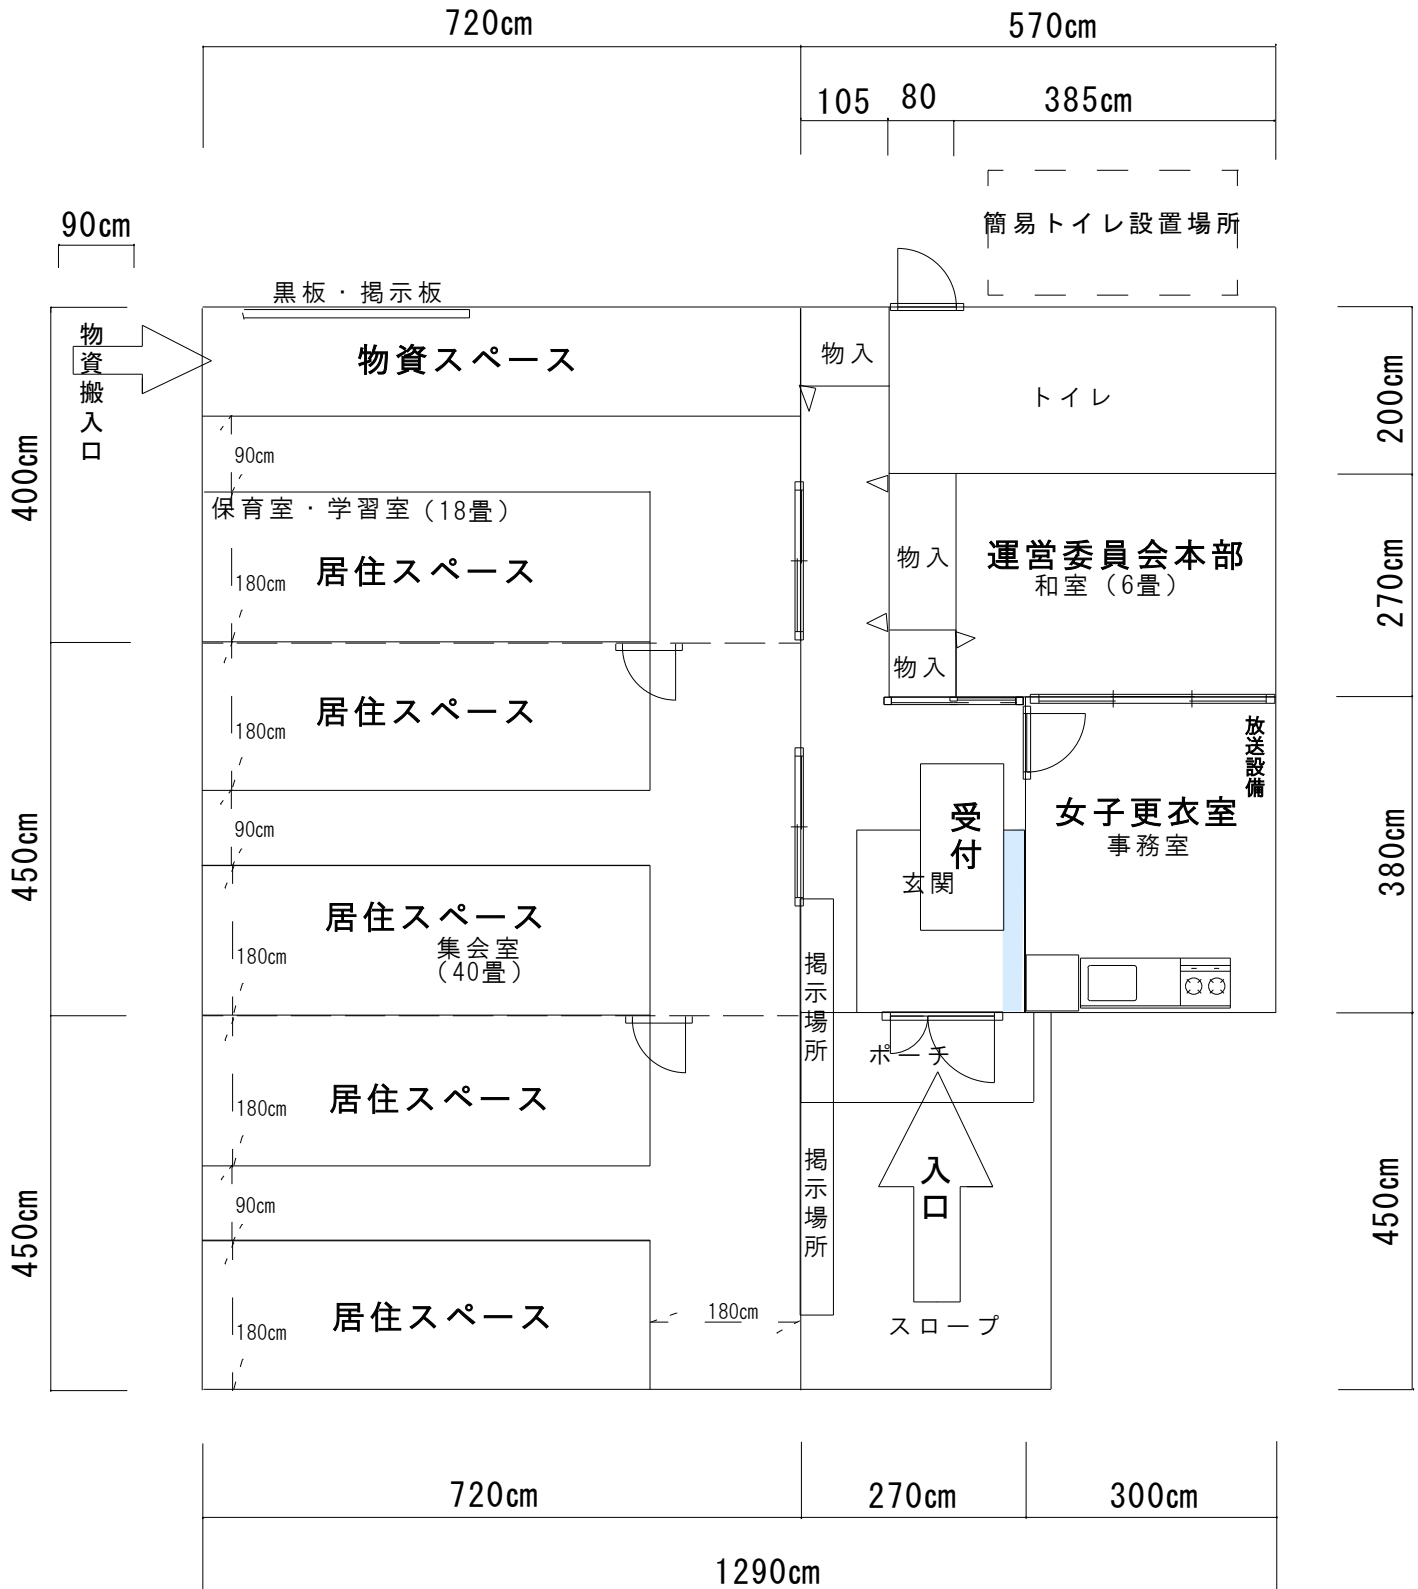 720cm
570cm
105
80
385cm
簡易トイレ設置場所
90cm
黒板・掲示板
物資搬入口
物資スペース
物入
トイレ
200cm
400cm
90cm
保育室・学習室（18畳）
居住スペース
180cm
物入
運営委員会本部
和室（6畳）
270cm
物入
居住スペース
180cm
放送設備
受付
女子更衣室
事務室
380cm
90cm
450cm
玄関
居住スペース
集会室
（40畳）
180cm
掲示場所
ポーチ
居住スペース
180cm
掲示場所
入口
450cm
90cm
450cm
居住スペース
180cm
180cm
スロープ
720cm
270cm
300cm
1290cm